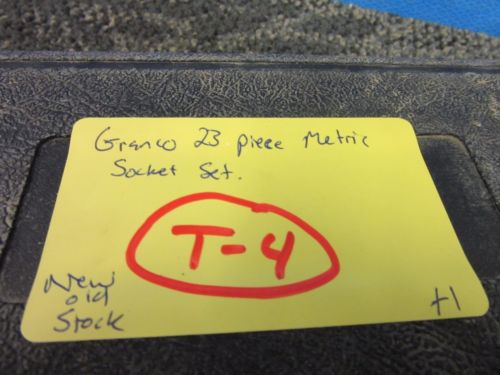 Granco 23 piece Metric
Socket Set.
T-4
New
old
Stock
+1